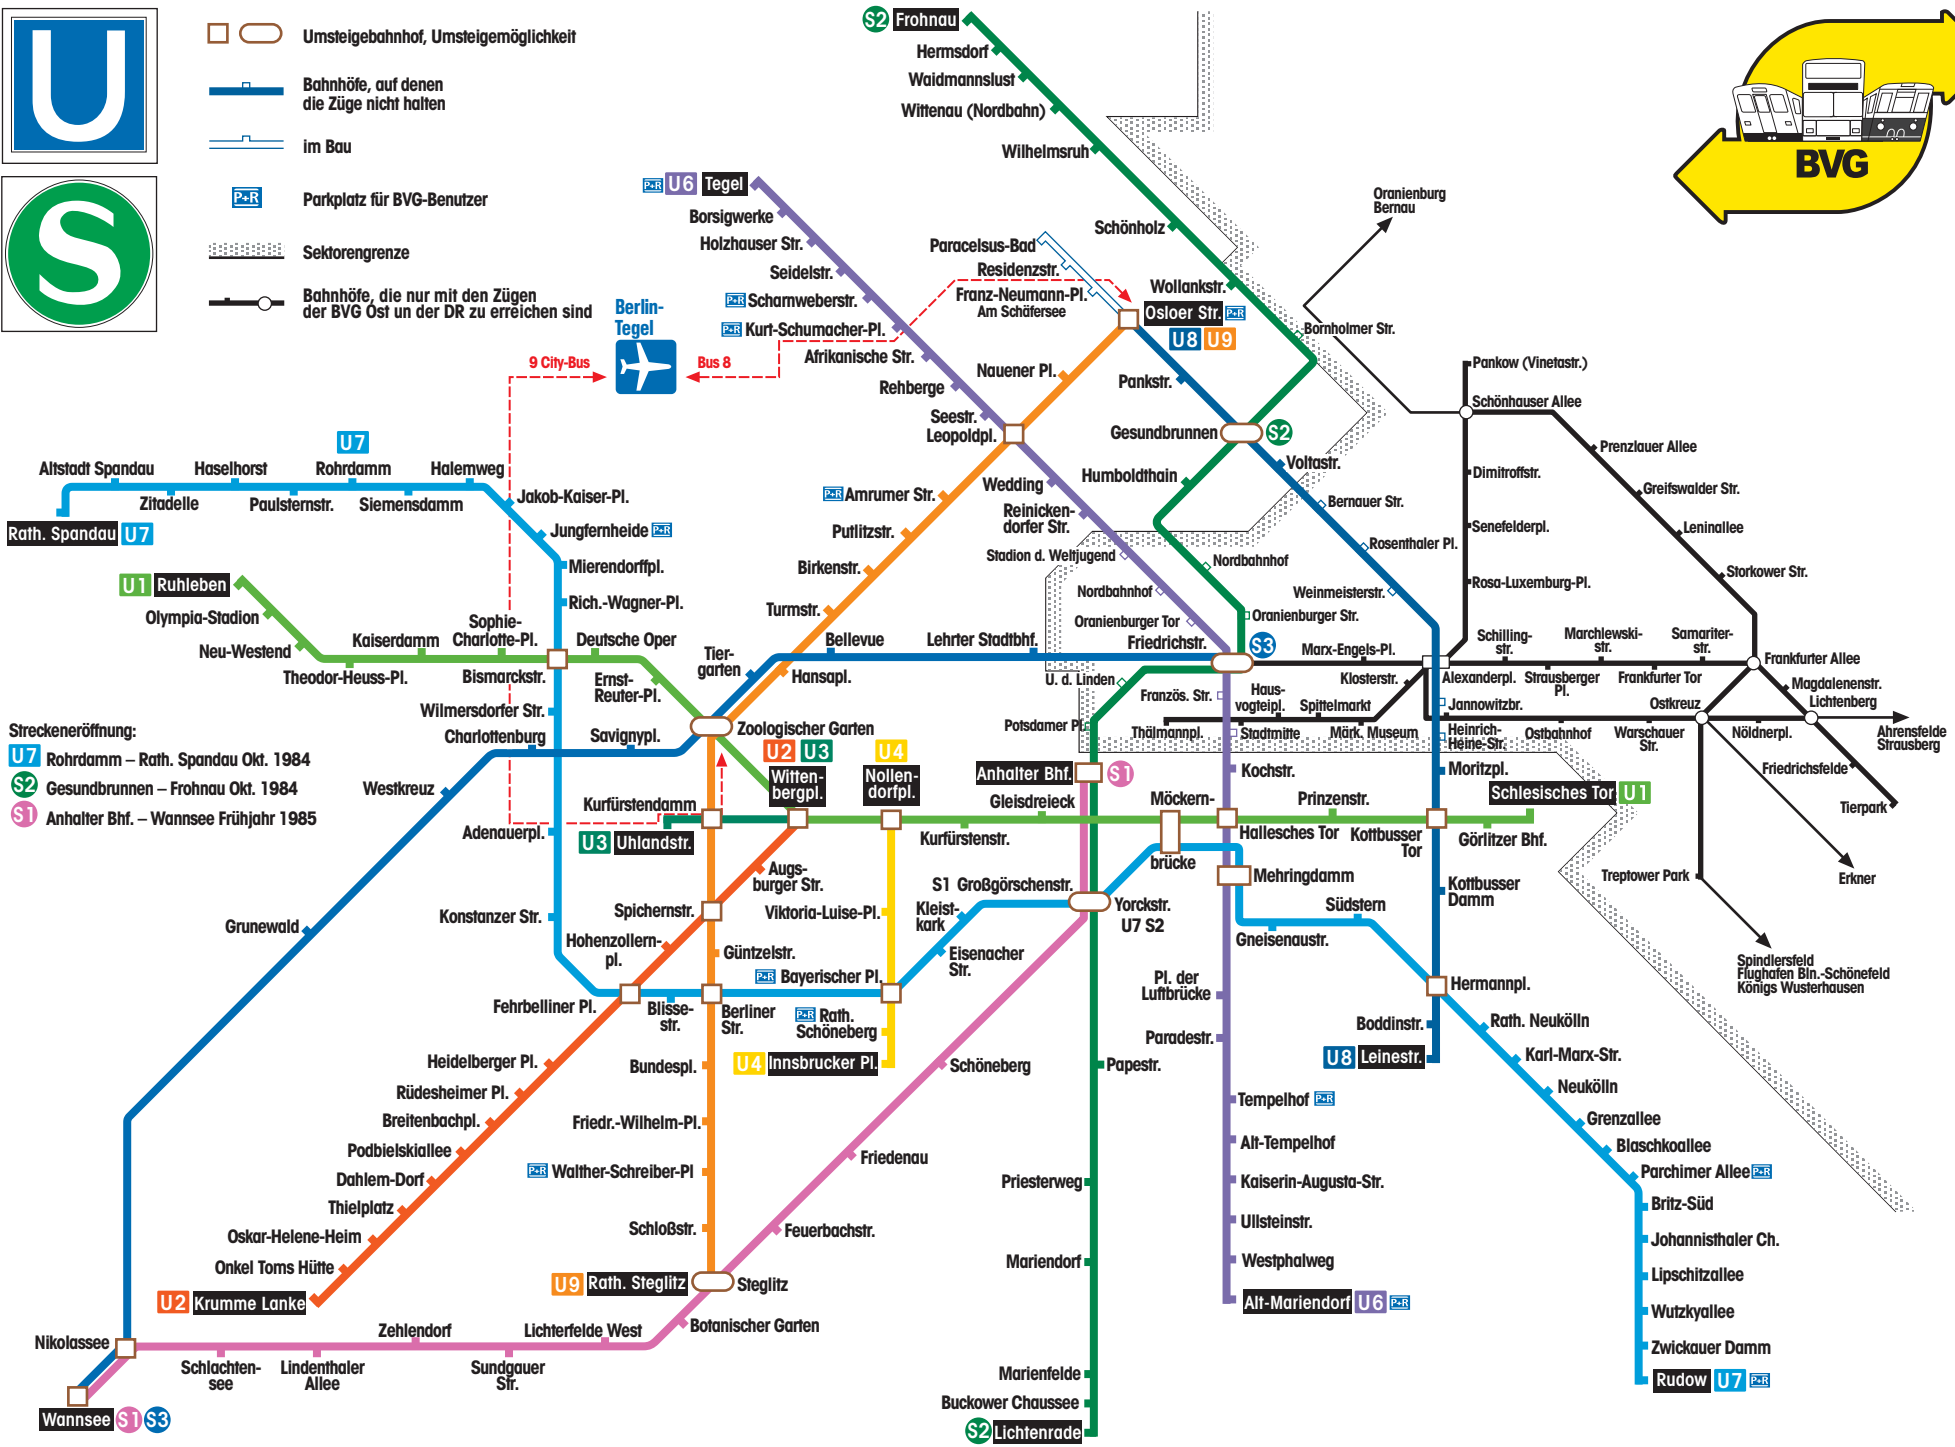 U
S
Umsteigebahnhof, Umsteigemöglichkeit
Bahnhöfe, auf denen
die Züge nicht halten
im Bau
P+R
Parkplatz für BVG-Benutzer
Sektorengrenze
Bahnhöfe, die nur mit den Zügen
der BVG Ost un der DR zu erreichen sind
BVG
S2 Frohnau
Hermsdorf
Waidmannslust
Wittenau (Nordbahn)
Wilhelmsruh
Schönholz
Wollankstr.
Bornholmer Str.
Oranienburg
Bernau
P+R U6 Tegel
Borsigwerke
Holzhauser Str.
Seidelstr.
P+R Scharnweberstr.
P+R Kurt-Schumacher-Pl.
Afrikanische Str.
Rehberge
Seestr.
Leopoldpl.
Wedding
Reinicken-
dorfer Str.
Stadion d. Weltjugend
Nordbahnhof
Oranienburger Tor
Friedrichstr.
S3
Paracelsus-Bad
Residenzstr.
Franz-Neumann-Pl.
Am Schäfersee
Osloer Str. P+R
U8 U9
Nauener Pl.
Pankstr.
Gesundbrunnen
S2
Humboldthain
Voltastr.
Bernauer Str.
Rosenthaler Pl.
Weinmeisterstr.
Nordbahnhof
Oranienburger Str.
Berlin-
Tegel
9 City-Bus
Bus 8
P+R Amrumer Str.
Putlitzstr.
Birkenstr.
Turmstr.
Bellevue
Lehrter Stadtbhf.
Tier-
garten
Hansapl.
Pankow (Vinetastr.)
Schönhauser Allee
Dimitroffstr.
Senefelderpl.
Rosa-Luxemburg-Pl.
Prenzlauer Allee
Greifswalder Str.
Leninallee
Storkower Str.
Frankfurter Allee
Marx-Engels-Pl.
Klosterstr.
Alexanderpl.
Schilling-
str.
Strausberger
Pl.
Marchlewski-
str.
Frankfurter Tor
Samariter-
str.
Magdalenenstr.
Lichtenberg
Ostkreuz
Jannowitzbr.
Heinrich-
Heine-Str.
Ostbahnhof
Warschauer
Str.
Nöldnerpl.
Ahrensfelde
Strausberg
Friedrichsfelde
Tierpark
Erkner
Treptower Park
Spindlersfeld
Flughafen Bln.-Schönefeld
Königs Wusterhausen
U. d. Linden
Potsdamer Pl.
Französ. Str.
Haus-
vogteipl.
Spittelmarkt
Thälmannpl.
Stadtmitte
Märk. Museum
U7
Altstadt Spandau
Haselhorst
Rohrdamm
Halemweg
Zitadelle
Paulsternstr.
Siemensdamm
Rath. Spandau U7
Jakob-Kaiser-Pl.
Jungfernheide P+R
Mierendorffpl.
Rich.-Wagner-Pl.
U1 Ruhleben
Olympia-Stadion
Neu-Westend
Theodor-Heuss-Pl.
Kaiserdamm
Sophie-
Charlotte-Pl.
Bismarckstr.
Deutsche Oper
Ernst-
Reuter-Pl.
Zoologischer Garten
Wilmersdorfer Str.
Charlottenburg
Savignypl.
Westkreuz
Adenauerpl.
Konstanzer Str.
Grunewald
Streckeneröffnung:
U7 Rohrdamm – Rath. Spandau Okt. 1984
S2 Gesundbrunnen – Frohnau Okt. 1984
S1 Anhalter Bhf. – Wannsee Frühjahr 1985
Kurfürstendamm
U3 Uhlandstr.
U2 U3
Witten-
bergpl.
U4
Nollen-
dorfpl.
Anhalter Bhf. S1
Gleisdreieck
Kurfürstenstr.
Möckern-
brücke
Kochstr.
Hallesches Tor
Prinzenstr.
Kottbusser
Tor
Moritzpl.
Schlesisches Tor U1
Görlitzer Bhf.
Augs-
burger Str.
Spichernstr.
Viktoria-Luise-Pl.
Hohenzollern-
pl.
Güntzelstr.
Fehrbelliner Pl.
Blisse-
str.
Berliner
Str.
P+R Bayerischer Pl.
P+R Rath.
Schöneberg
U4 Innsbrucker Pl.
Kleist-
kark
Eisenacher
Str.
S1 Großgörschenstr.
Yorckstr.
U7 S2
Mehringdamm
Gneisenaustr.
Südstern
Kottbusser
Damm
Hermannpl.
Boddinstr.
U8 Leinestr.
Rath. Neukölln
Karl-Marx-Str.
Neukölln
Grenzallee
Blaschkoallee
Parchimer Allee P+R
Britz-Süd
Johannisthaler Ch.
Lipschitzallee
Wutzkyallee
Zwickauer Damm
Rudow U7 P+R
Pl. der
Luftbrücke
Paradestr.
Tempelhof P+R
Alt-Tempelhof
Kaiserin-Augusta-Str.
Ullsteinstr.
Westphalweg
Alt-Mariendorf U6 P+R
Papestr.
Priesterweg
Mariendorf
Marienfelde
Buckower Chaussee
S2 Lichtenrade
Schöneberg
Friedenau
Feuerbachstr.
Steglitz
Botanischer Garten
Bundespl.
Friedr.-Wilhelm-Pl.
P+R Walther-Schreiber-Pl
Schloßstr.
U9 Rath. Steglitz
Heidelberger Pl.
Rüdesheimer Pl.
Breitenbachpl.
Podbielskiallee
Dahlem-Dorf
Thielplatz
Oskar-Helene-Heim
Onkel Toms Hütte
U2 Krumme Lanke
Nikolassee
Schlachten-
see
Lindenthaler
Allee
Zehlendorf
Sundgauer
Str.
Lichterfelde West
Wannsee S1 S3